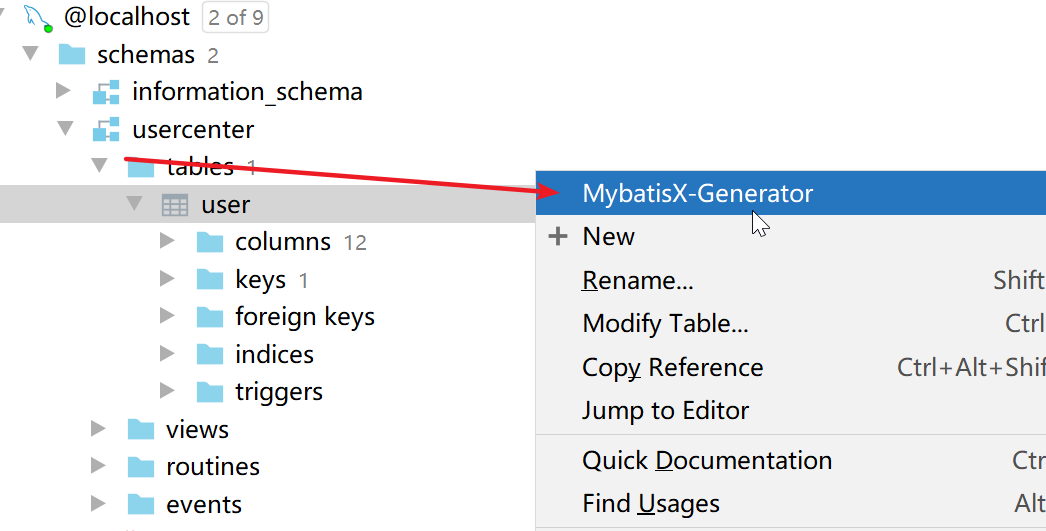 @localhost 2 of 9
schemas 2
information_schema
usercenter
tables 1
user
columns 12
keys 1
foreign keys
indices
triggers
views
routines
events
MybatisX-Generator
New
Rename... Shift
Modify Table... Ctrl
Copy Reference Ctrl+Alt+Shif
Jump to Editor
Quick Documentation Ctr
Find Usages Alt